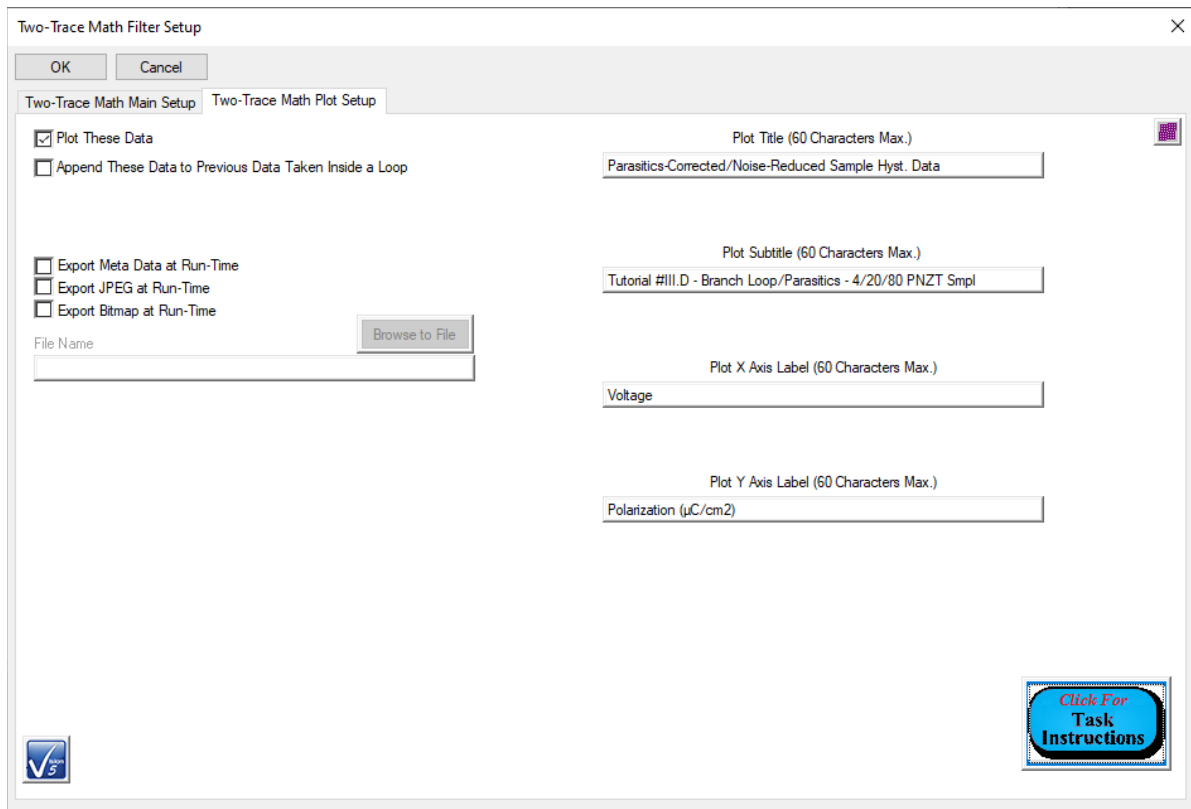 Two-Trace Math Filter Setup
OK
Cancel
Two-Trace Math Main Setup
Two-Trace Math Plot Setup
Plot These Data
Append These Data to Previous Data Taken Inside a Loop
Export Meta Data at Run-Time
Export JPEG at Run-Time
Export Bitmap at Run-Time
Browse to File
File Name
Plot Title (60 Characters Max.)
Parasitics-Corrected/Noise-Reduced Sample Hyst. Data
Plot Subtitle (60 Characters Max.)
Tutorial #III.D - Branch Loop/Parasitics - 4/20/80 PNZT Smpl
Plot X Axis Label (60 Characters Max.)
Voltage
Plot Y Axis Label (60 Characters Max.)
Polarization (µC/cm2)
Click For
Task
Instructions
Vision
5